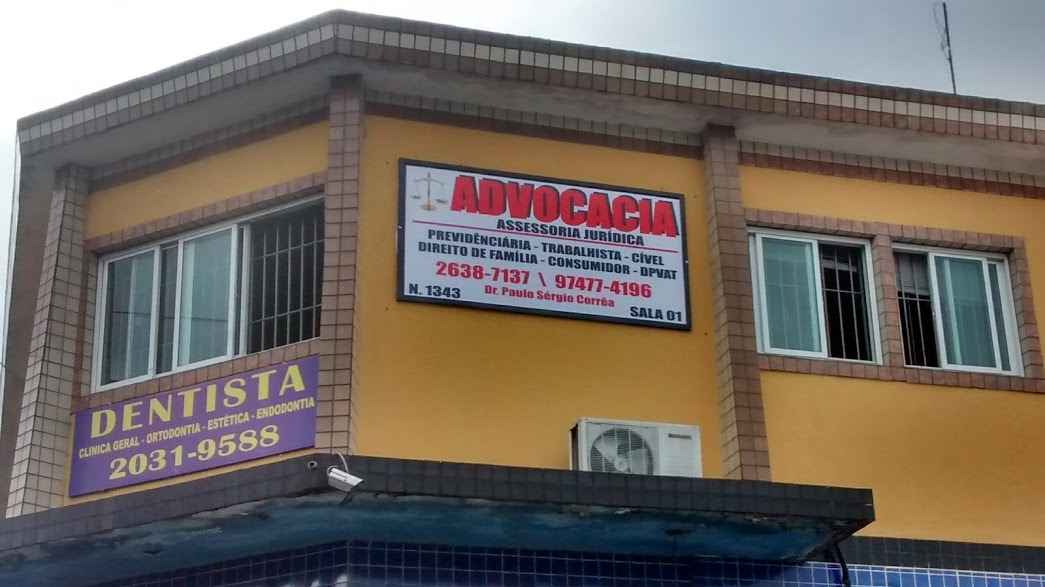 ADVOCACIA
ASSESSORIA JURÍDICA
PREVIDÊNCIÁRIA - TRABALHISTA - CÍVEL
DIREITO DE FAMÍLIA - CONSUMIDOR - DPVAT
2638-7137 \ 97477-4196
Dr. Paulo Sérgio Corrêa
N. 1343
SALA 01
DENTISTA
CLINICA GERAL - ORTODONTIA - ESTÉTICA - ENDODONTIA
2031-9588